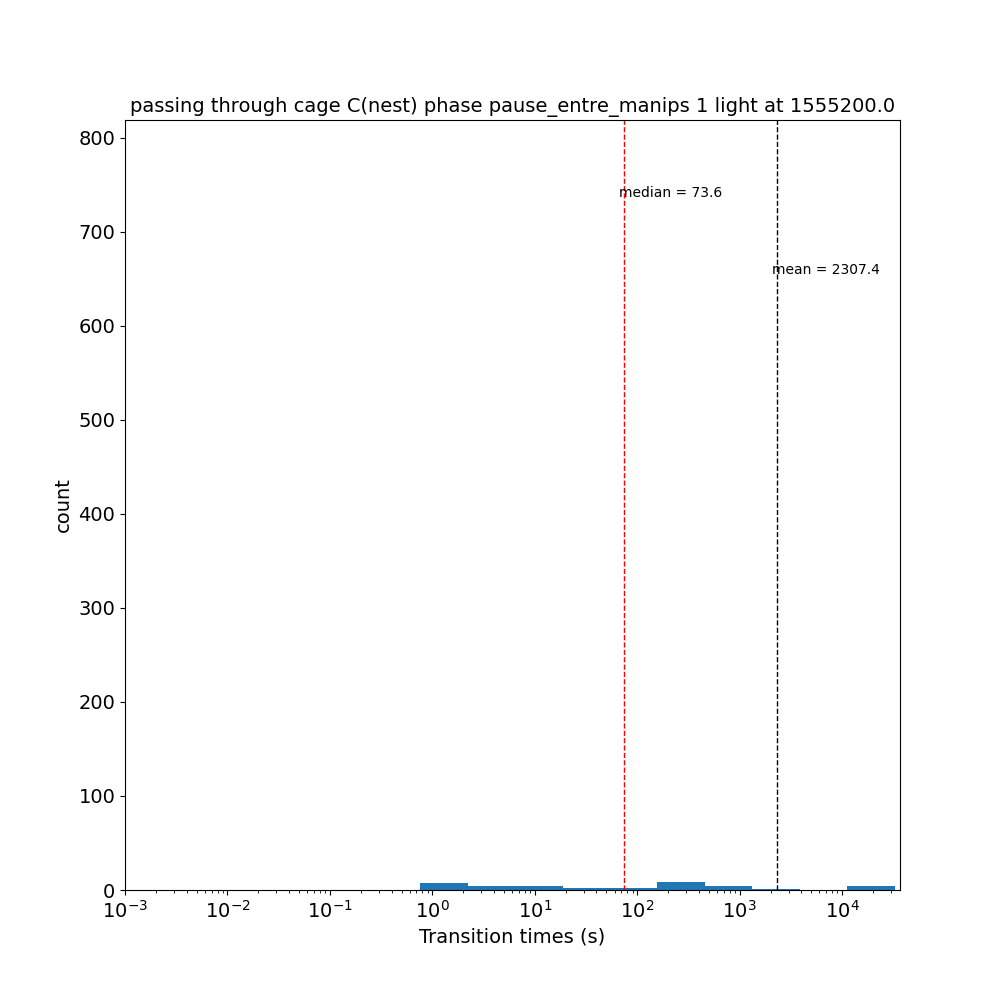 passing through cage C(nest) phase pause_entre_manips 1 light at 1555200.0
800
median = 73.6
700
mean = 2307.4
600
500
count
400
300
200
100
0
10⁻³ 10⁻² 10⁻¹ 10⁰ 10¹ 10² 10³ 10⁴
Transition times (s)